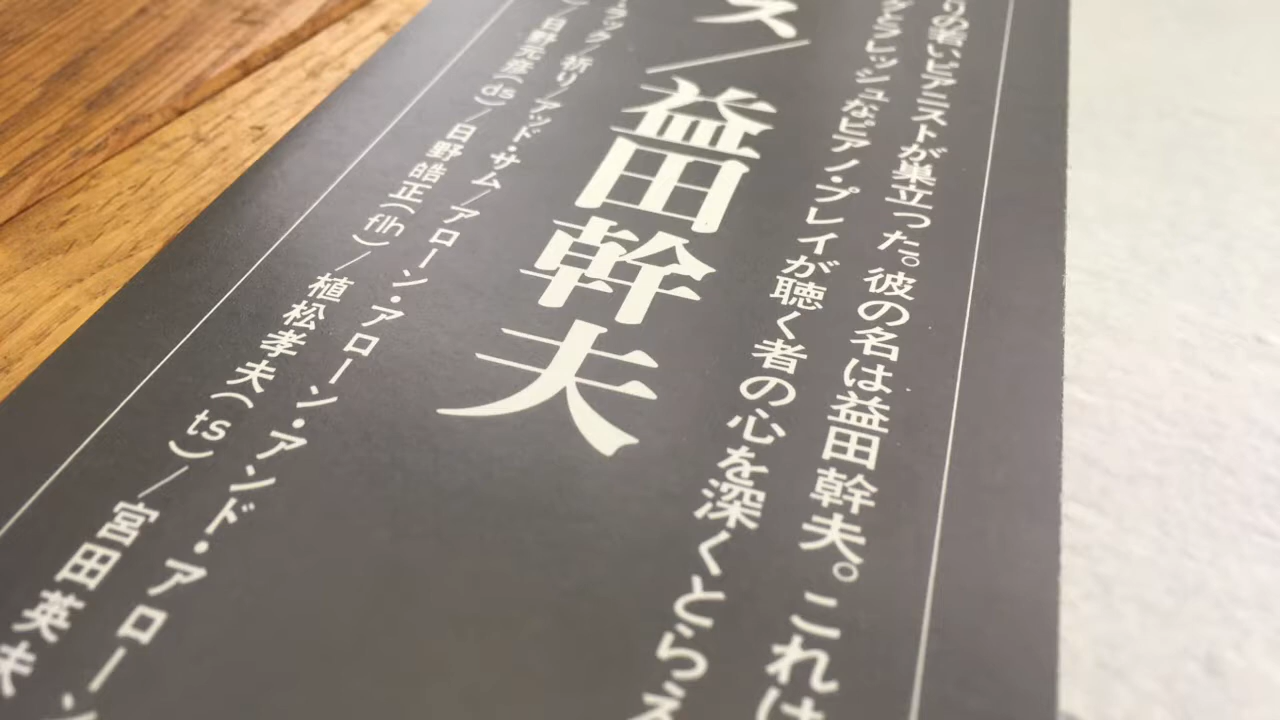 の若いピアニストが巣立った。彼の名は益田幹夫。これは
フレッシュなピアノ・プレイが聴く者の心を深くとらえ
ス/益田幹夫
祈り/アッド・サム/アローン・アローン・アンド・アローン
日野元彦(ds)/日野皓正(flh)/植松孝夫(ts)/宮田英夫